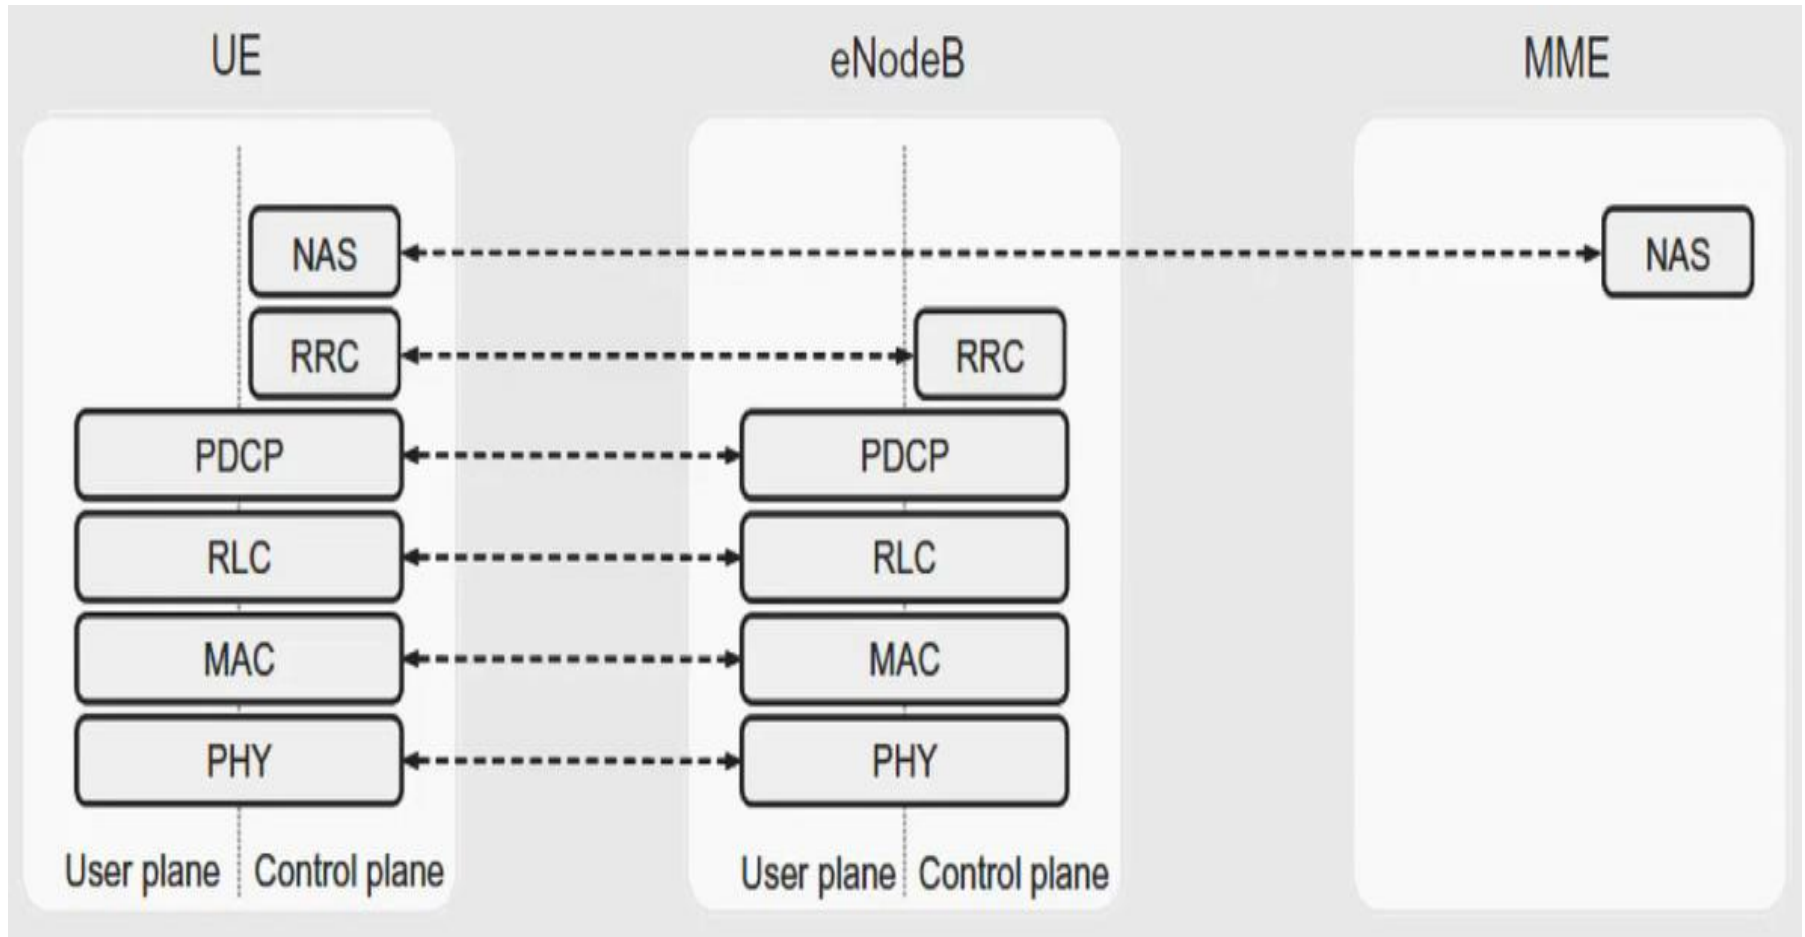 UE eNodeB MME
NAS NAS
RRC RRC
PDCP PDCP
RLC RLC
MAC MAC
PHY PHY
User plane Control plane User plane Control plane